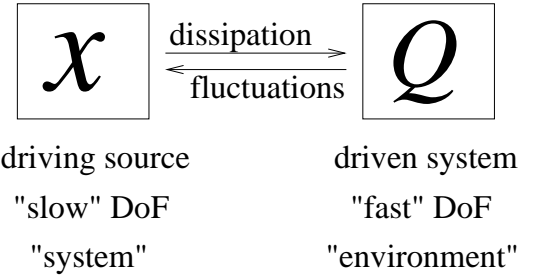 x
dissipation
fluctuations
Q
driving source
driven system
"slow" DoF
"fast" DoF
"system"
"environment"